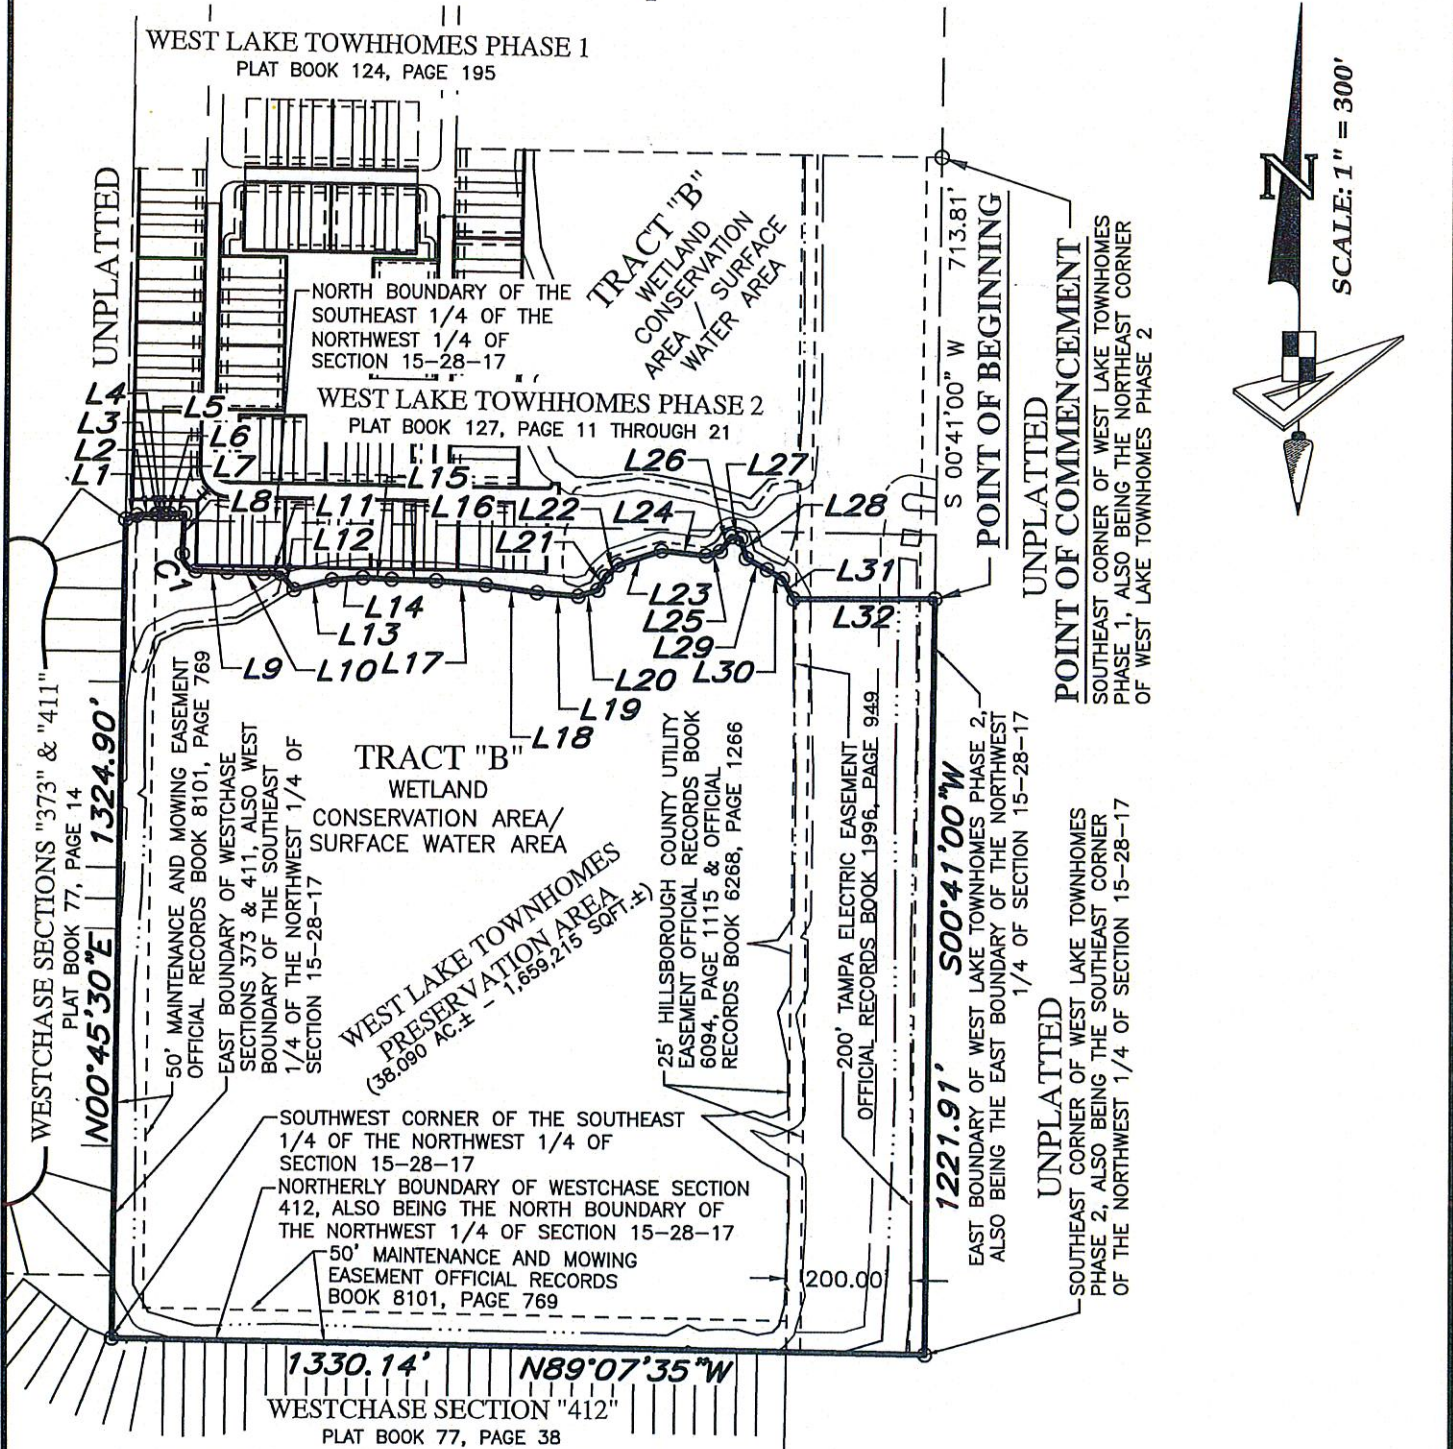 WEST LAKE TOWHHOMES PHASE 1
PLAT BOOK 124, PAGE 195
UNPLATTED
TRACT "B"
WETLAND
CONSERVATION
AREA / SURFACE
WATER AREA
NORTH BOUNDARY OF THE
SOUTHEAST 1/4 OF THE
NORTHWEST 1/4 OF
SECTION 15-28-17
WEST LAKE TOWHHOMES PHASE 2
PLAT BOOK 127, PAGE 11 THROUGH 21
S 00°41'00" W 713.81'
POINT OF BEGINNING
UNPLATTED
POINT OF COMMENCEMENT
SOUTHEAST CORNER OF WEST LAKE TOWNHOMES
PHASE 1, ALSO BEING THE NORTHEAST CORNER
OF WEST LAKE TOWNHOMES PHASE 2
N
SCALE: 1" = 300'
L4
L3
L2
L1
L5
L6
L7
L8
L11
L12
L15
L16
L22
L21
L24
L26
L27
L28
C1
L9
L10
L13
L14
L17
L18
L19
L20
L23
L25
L29
L30
L31
L32
WESTCHASE SECTIONS "373" & "411"
PLAT BOOK 77, PAGE 14
N00°45'30"E 1324.90'
50' MAINTENANCE AND MOWING EASEMENT
OFFICIAL RECORDS BOOK 8101, PAGE 769
EAST BOUNDARY OF WESTCHASE
SECTIONS 373 & 411, ALSO WEST
BOUNDARY OF THE SOUTHEAST
1/4 OF THE NORTHWEST 1/4 OF
SECTION 15-28-17
TRACT "B"
WETLAND
CONSERVATION AREA/
SURFACE WATER AREA
WEST LAKE TOWNHOMES
PRESERVATION AREA
(38.090 AC.± - 1,659,215 SQFT.±)
25' HILLSBOROUGH COUNTY UTILITY
EASEMENT OFFICIAL RECORDS BOOK
6094, PAGE 1115 & OFFICIAL
RECORDS BOOK 6268, PAGE 1266
200' TAMPA ELECTRIC EASEMENT
OFFICIAL RECORDS BOOK 1996, PAGE 949
1221.91' S00°41'00"W
EAST BOUNDARY OF WEST LAKE TOWNHOMES PHASE 2,
ALSO BEING THE EAST BOUNDARY OF THE NORTHWEST
1/4 OF SECTION 15-28-17
UNPLATTED
SOUTHEAST CORNER OF WEST LAKE TOWNHOMES
PHASE 2, ALSO BEING THE SOUTHEAST CORNER
OF THE NORTHWEST 1/4 OF SECTION 15-28-17
SOUTHWEST CORNER OF THE SOUTHEAST
1/4 OF THE NORTHWEST 1/4 OF
SECTION 15-28-17
NORTHERLY BOUNDARY OF WESTCHASE SECTION
412, ALSO BEING THE NORTH BOUNDARY OF
THE NORTHWEST 1/4 OF SECTION 15-28-17
50' MAINTENANCE AND MOWING
EASEMENT OFFICIAL RECORDS
BOOK 8101, PAGE 769
200.00'
1330.14' N89°07'35"W
WESTCHASE SECTION "412"
PLAT BOOK 77, PAGE 38